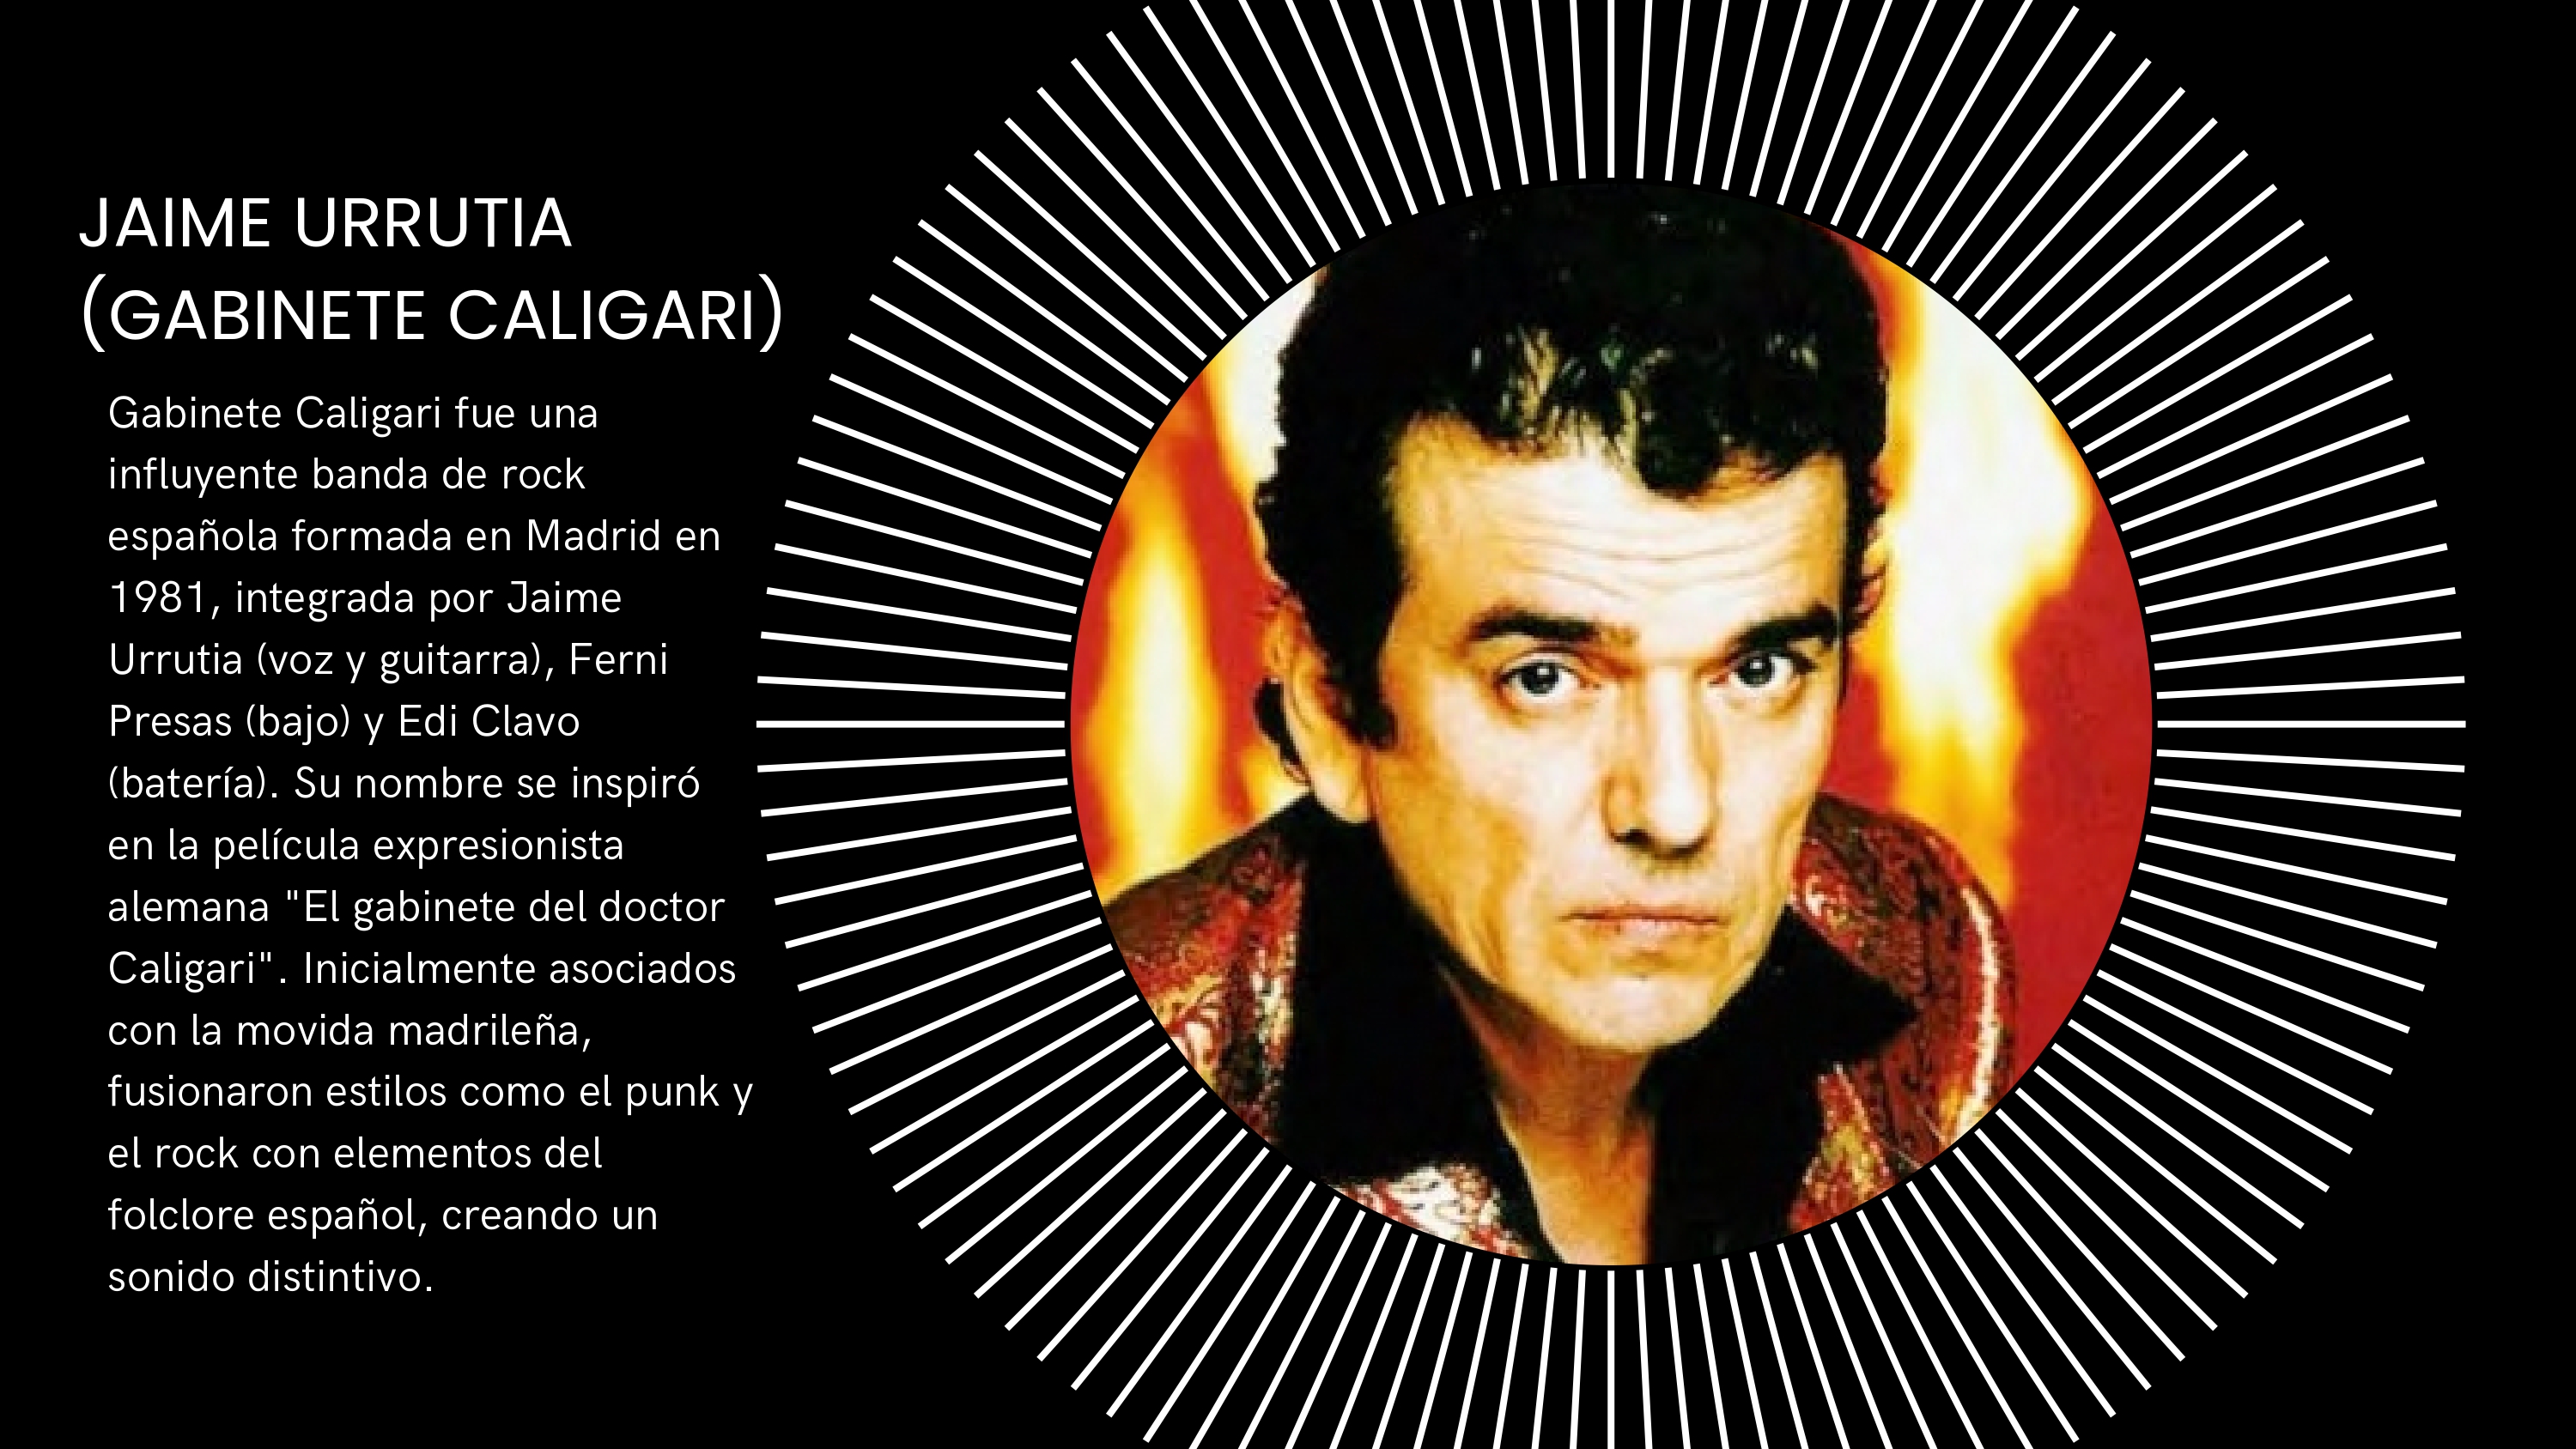 JAIME URRUTIA
(GABINETE CALIGARI)
Gabinete Caligari fue una
influyente banda de rock
española formada en Madrid en
1981, integrada por Jaime
Urrutia (voz y guitarra), Ferni
Presas (bajo) y Edi Clavo
(batería). Su nombre se inspiró
en la película expresionista
alemana "El gabinete del doctor
Caligari". Inicialmente asociados
con la movida madrileña,
fusionaron estilos como el punk y
el rock con elementos del
folclore español, creando un
sonido distintivo.